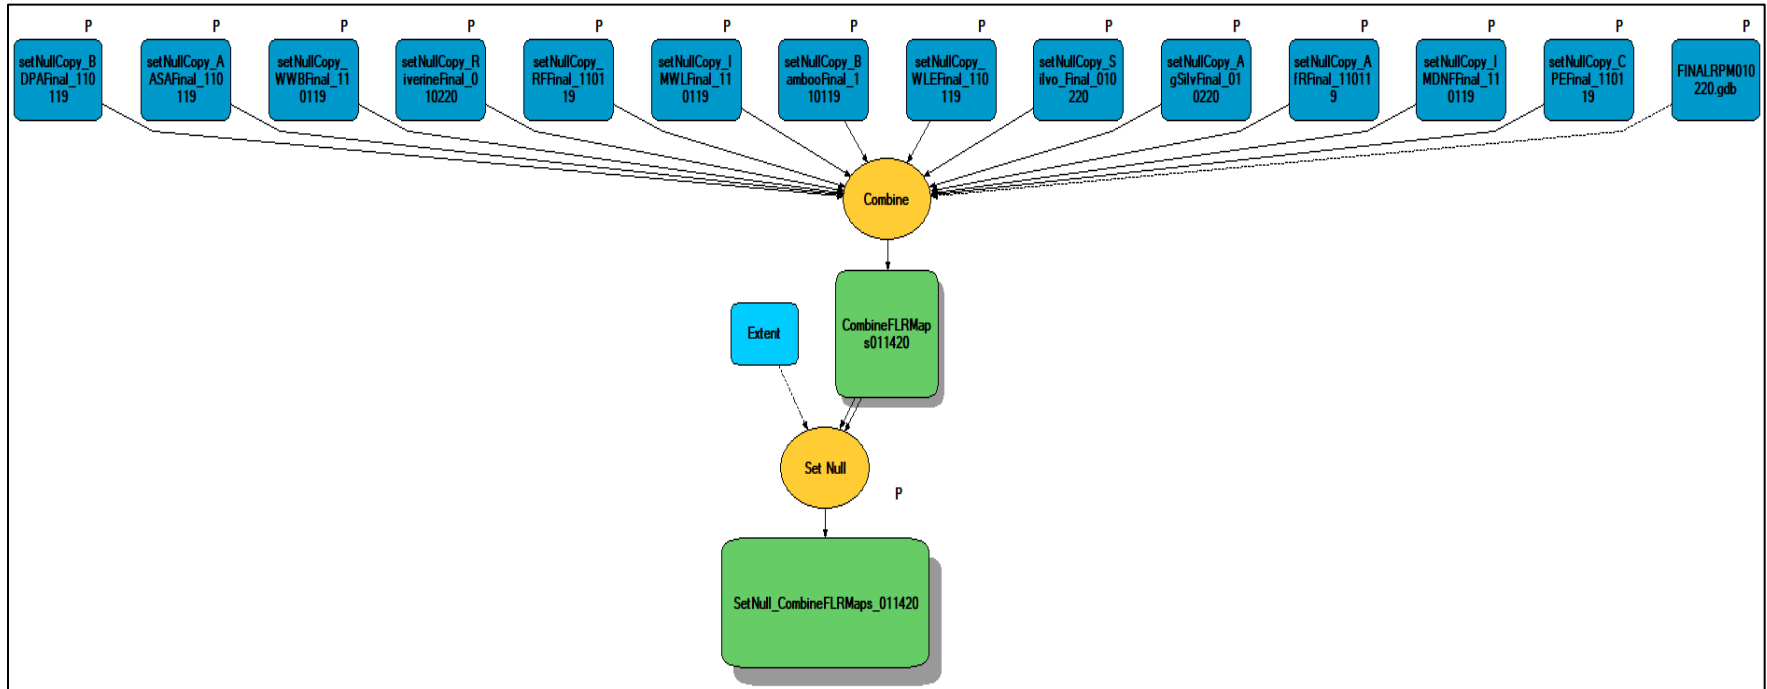 P P P P P P P P P P P P P P
setNullCopy_B
DPAFinal_110
119
setNullCopy_A
ASAFinal_110
119
setNullCopy_
WWBFinal_11
0119
setNullCopy_R
iverineFinal_0
10220
setNullCopy_
RFFinal_1101
19
setNullCopy_I
MWLFinal_11
0119
setNullCopy_B
ambooFinal_1
10119
setNullCopy_
WLEFinal_110
119
setNullCopy_S
ilvo_Final_010
220
setNullCopy_A
gSilvFinal_01
0220
setNullCopy_A
fRFinal_11011
9
setNullCopy_I
MDNFFinal_11
0119
setNullCopy_C
PEFinal_1101
19
FINALRPM010
220.gdb
Combine
CombineFLRMap
s011420
Extent
Set Null
P
SetNull_CombineFLRMaps_011420